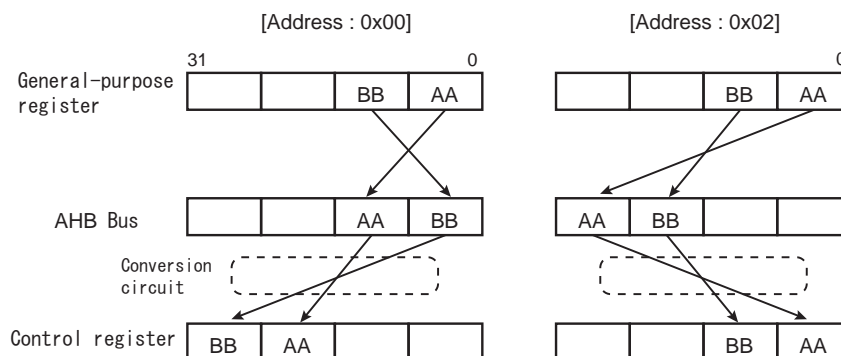 [Address : 0x00] [Address : 0x02]
31 0 0
General-purpose
register
BB AA BB AA
AHB Bus
AA BB AA BB
Conversion
circuit
Control register
BB AA BB AA